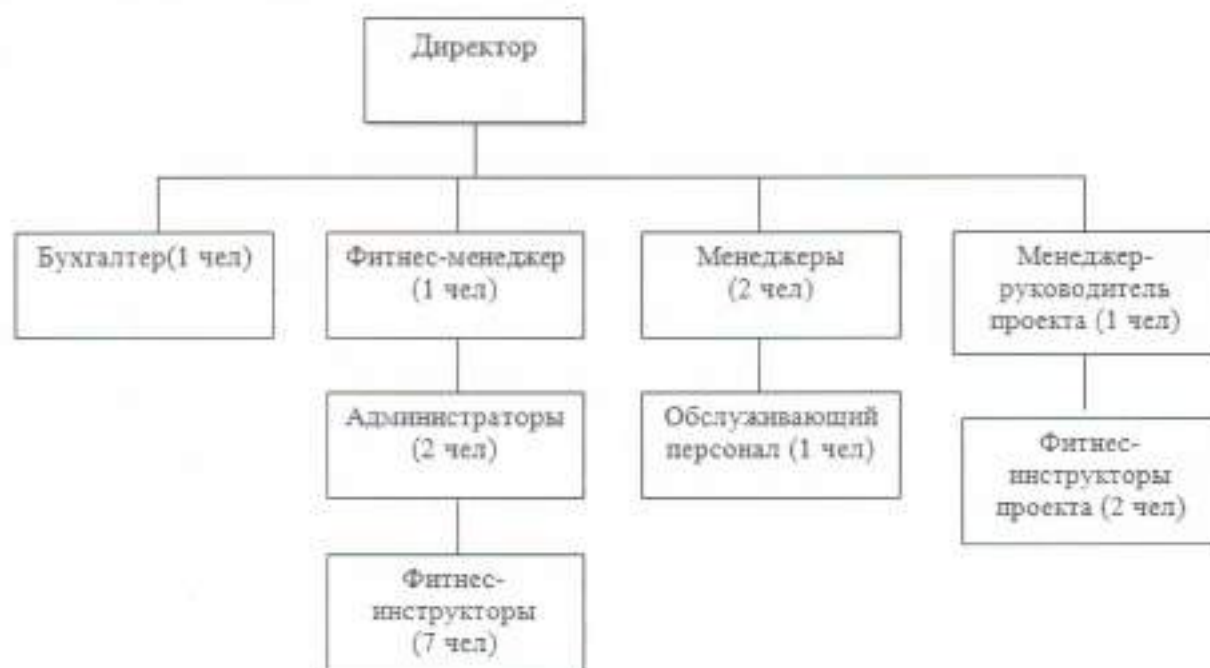 Директор
Бухгалтер(1 чел)
Фитнес-менеджер
(1 чел)
Менеджеры
(2 чел)
Менеджер-
руководитель
проекта (1 чел)
Администраторы
(2 чел)
Обслуживающий
персонал (1 чел)
Фитнес-
инструкторы
проекта (2 чел)
Фитнес-
инструкторы
(7 чел)